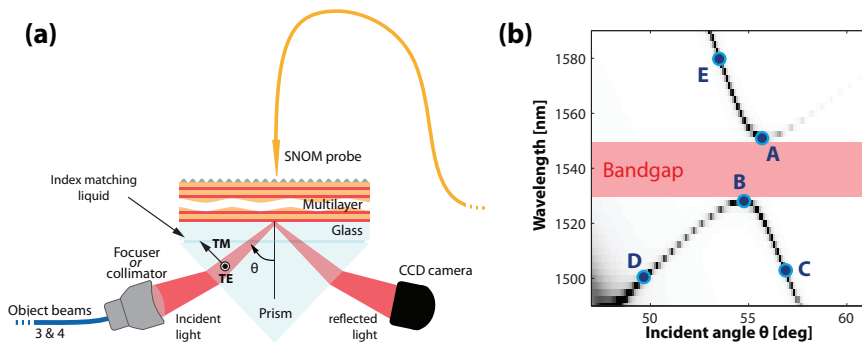 (a)
SNOM probe
Index matching
liquid
Multilayer
Glass
TM
TE
θ
Focuser
or
collimator
CCD camera
Object beams
3 & 4
Incident
light
Prism
reflected
light
(b)
Wavelength [nm]
1580
1560
1540
1520
1500
E
A
Bandgap
B
D
C
50
55
60
Incident angle θ [deg]